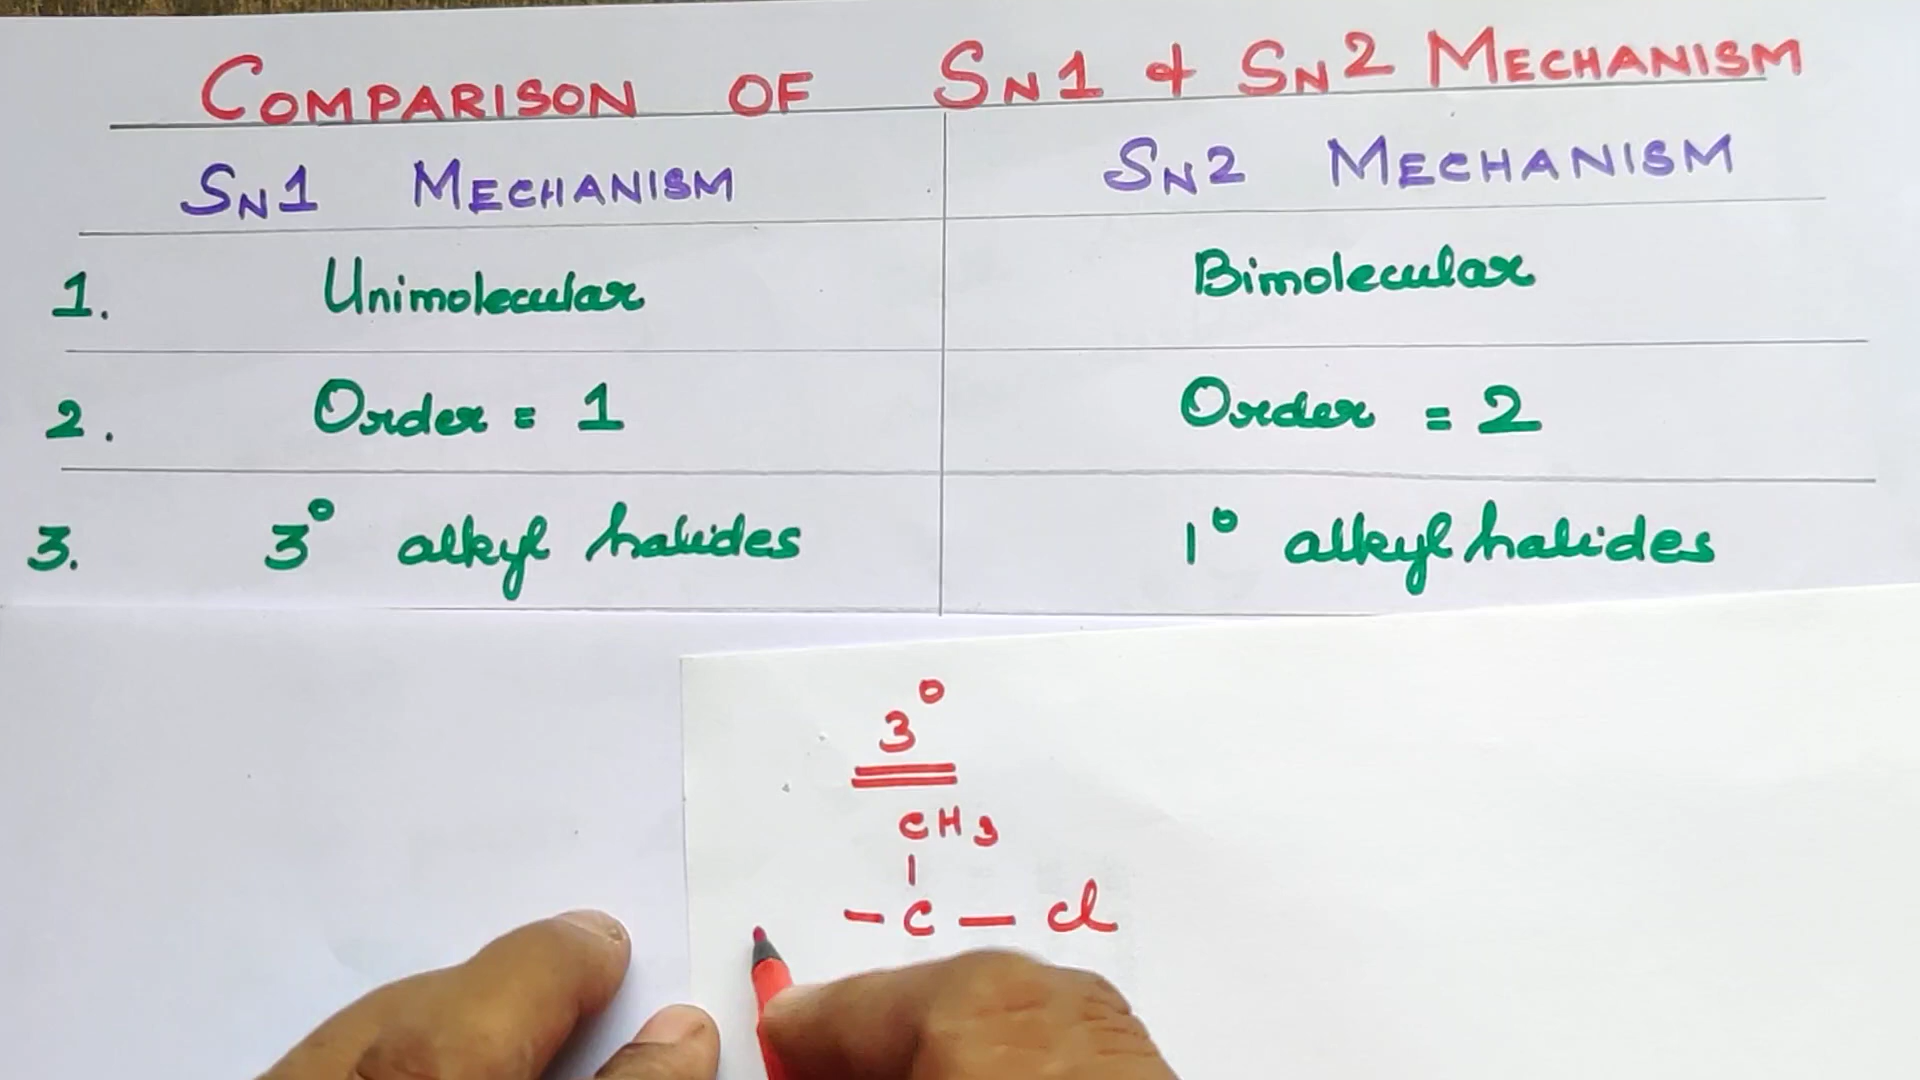 COMPARISON OF SN1 & SN2 MECHANISM
SN1 MECHANISM SN2 MECHANISM
1. Unimolecular Bimolecular
2. Order = 1 Order = 2
3. 3° alkyl halides 1° alkyl halides
3°
CH3
|
- C - Cl